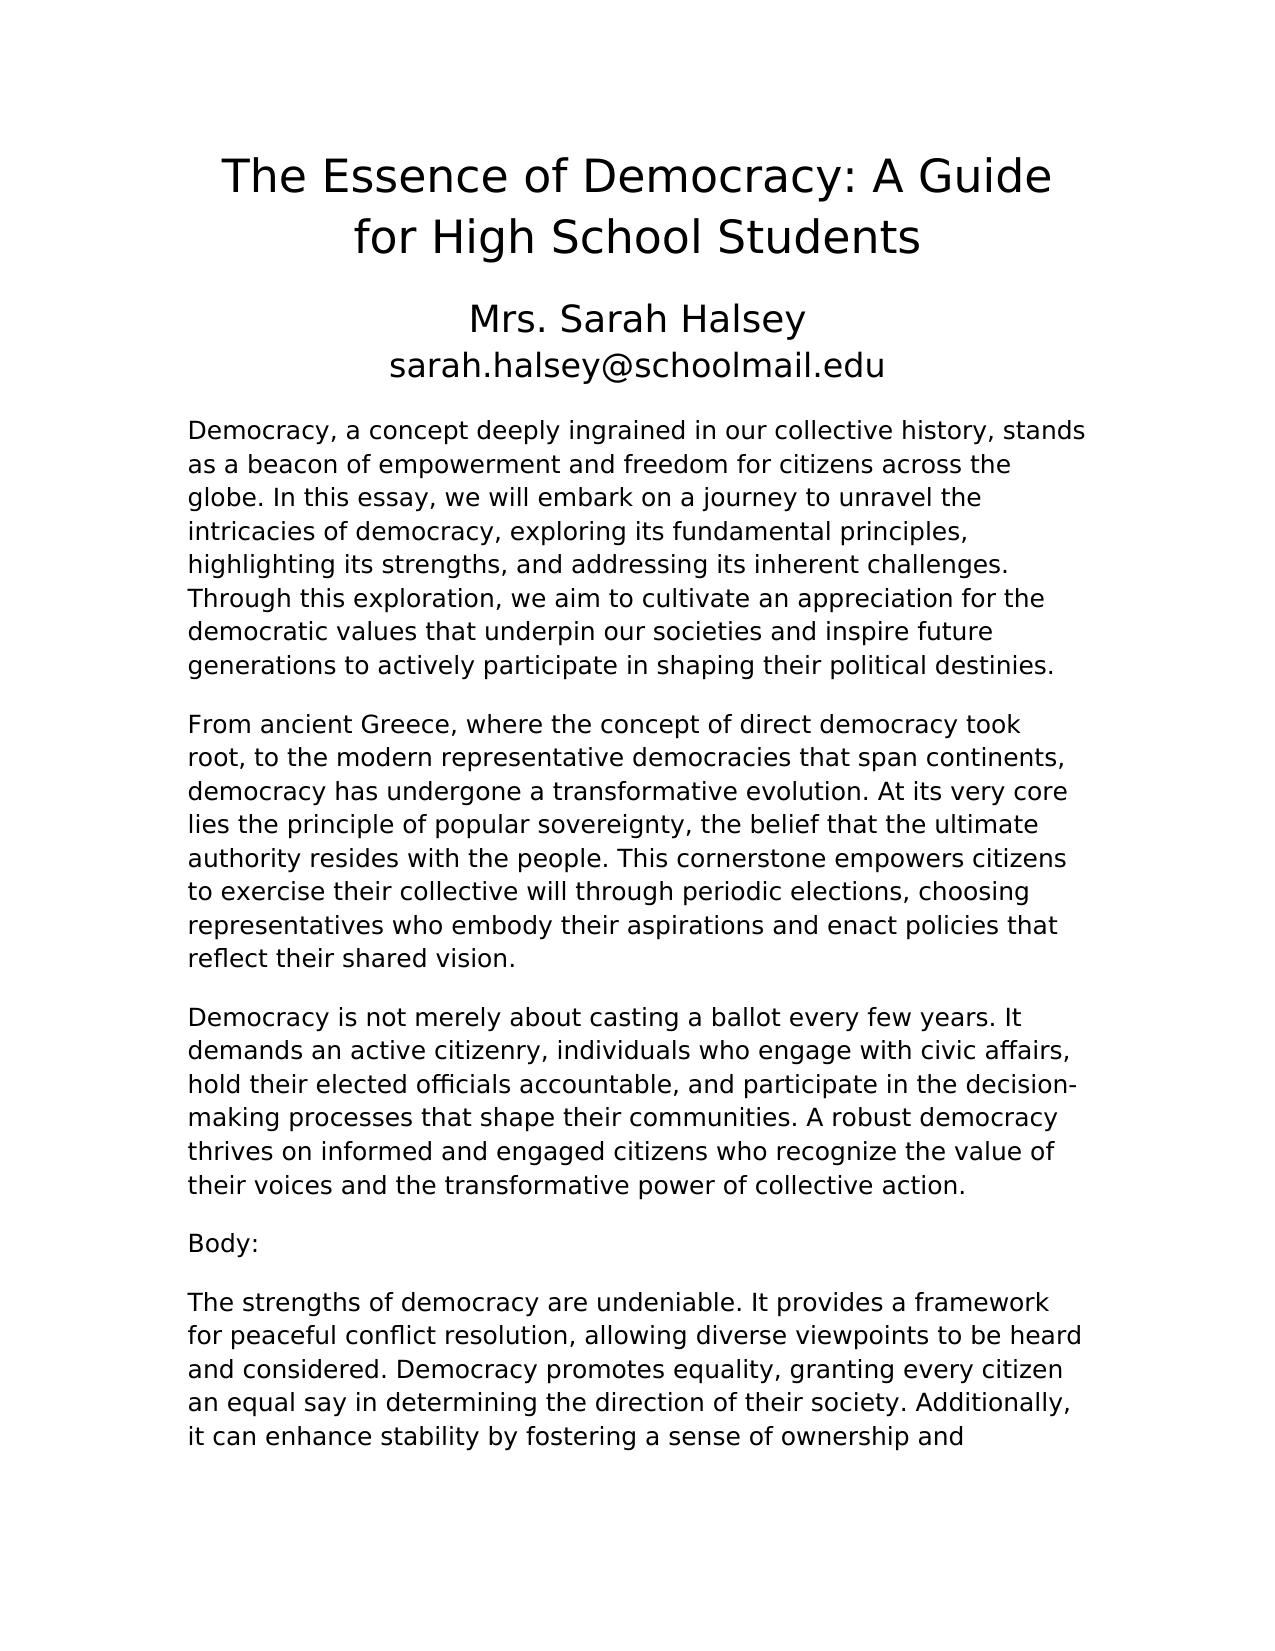 The Essence of Democracy: A Guide
for High School Students
Mrs. Sarah Halsey
sarah.halsey@schoolmail.edu
Democracy, a concept deeply ingrained in our collective history, stands
as a beacon of empowerment and freedom for citizens across the
globe. In this essay, we will embark on a journey to unravel the
intricacies of democracy, exploring its fundamental principles,
highlighting its strengths, and addressing its inherent challenges.
Through this exploration, we aim to cultivate an appreciation for the
democratic values that underpin our societies and inspire future
generations to actively participate in shaping their political destinies.
From ancient Greece, where the concept of direct democracy took
root, to the modern representative democracies that span continents,
democracy has undergone a transformative evolution. At its very core
lies the principle of popular sovereignty, the belief that the ultimate
authority resides with the people. This cornerstone empowers citizens
to exercise their collective will through periodic elections, choosing
representatives who embody their aspirations and enact policies that
reflect their shared vision.
Democracy is not merely about casting a ballot every few years. It
demands an active citizenry, individuals who engage with civic affairs,
hold their elected officials accountable, and participate in the decision-
making processes that shape their communities. A robust democracy
thrives on informed and engaged citizens who recognize the value of
their voices and the transformative power of collective action.
Body:
The strengths of democracy are undeniable. It provides a framework
for peaceful conflict resolution, allowing diverse viewpoints to be heard
and considered. Democracy promotes equality, granting every citizen
an equal say in determining the direction of their society. Additionally,
it can enhance stability by fostering a sense of ownership and